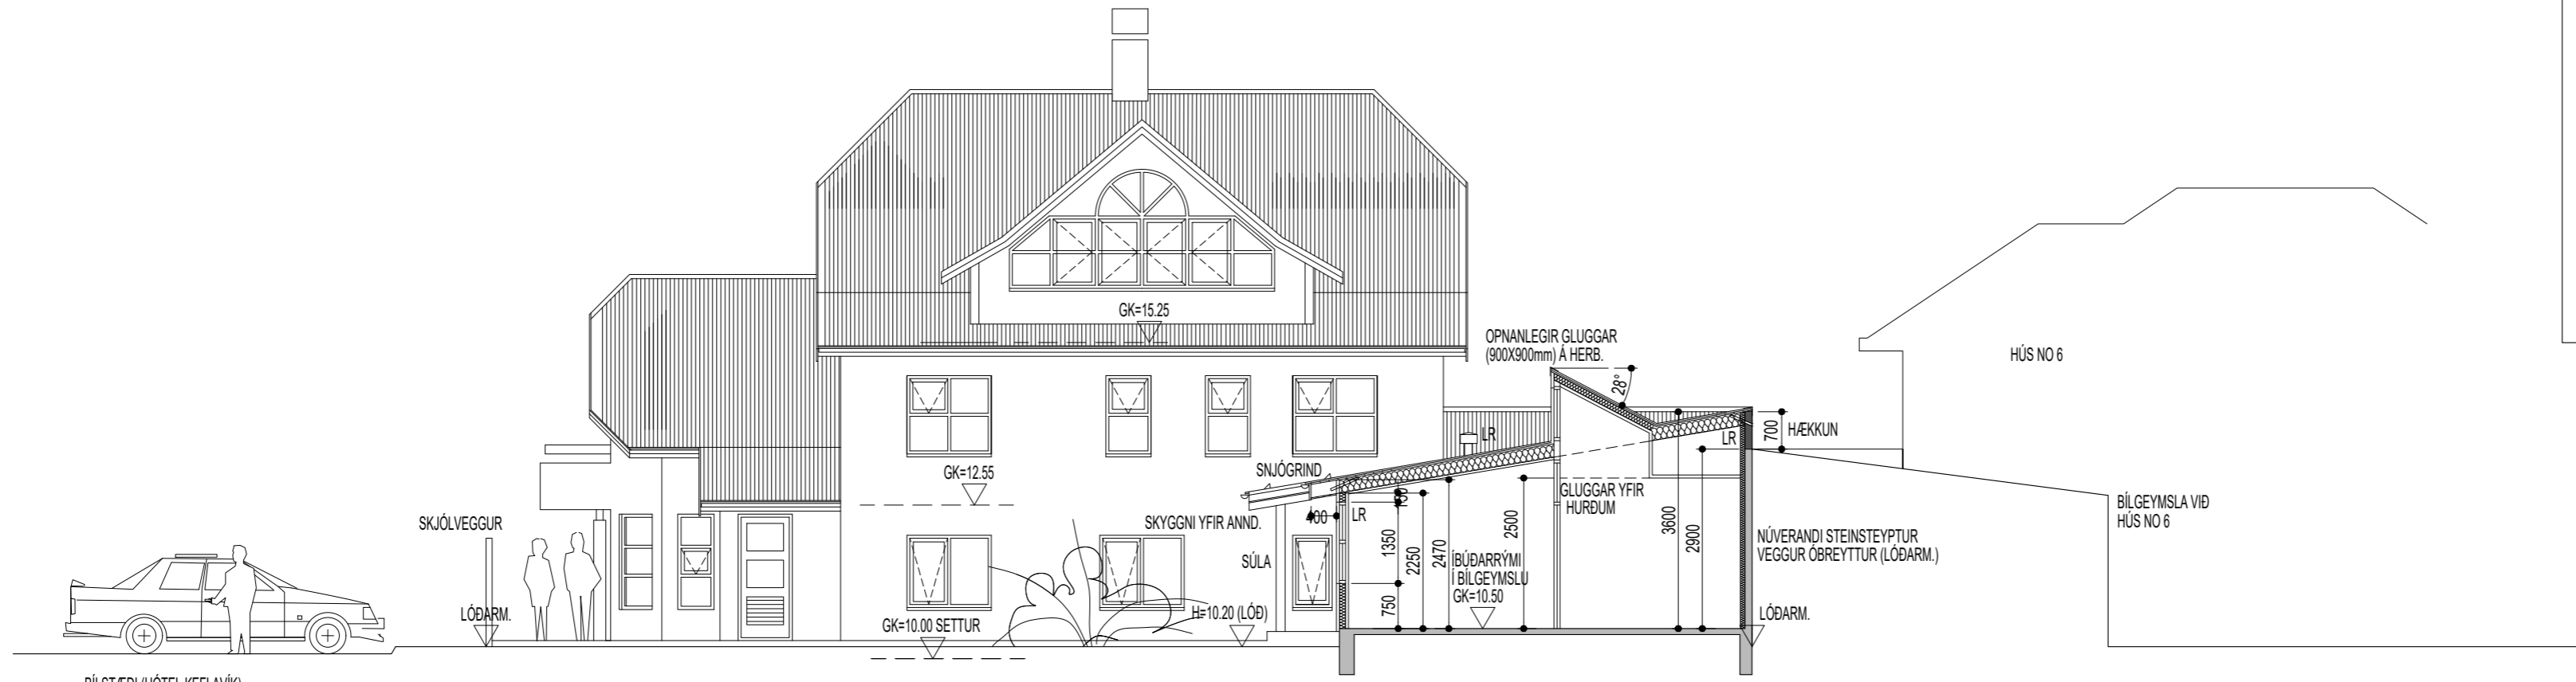 GK=15.25
OPNANLEGIR GLUGGAR
(900X900mm) Á HERB.
28°
HÚS NO 6
LR
700
HÆKKUN
LR
GK=12.55
SNJÓGRIND
GLUGGAR YFIR
HURÐUM
SKJÓLVEGGUR
SKYGGNI YFIR ANND.
400
LR
1350
2250
2470
2500
3600
2900
BÍLGEYMSLA VIÐ
HÚS NO 6
NÚVERANDI STEINSTEYPTUR
VEGGUR ÓBREYTTUR (LÓÐARM.)
SÚLA
ÍBÚÐARRÝMI
Í BÍLGEYMSLU
GK=10.50
750
LÓÐARM.
GK=10.00 SETTUR
H=10.20 (LÓÐ)
LÓÐARM.